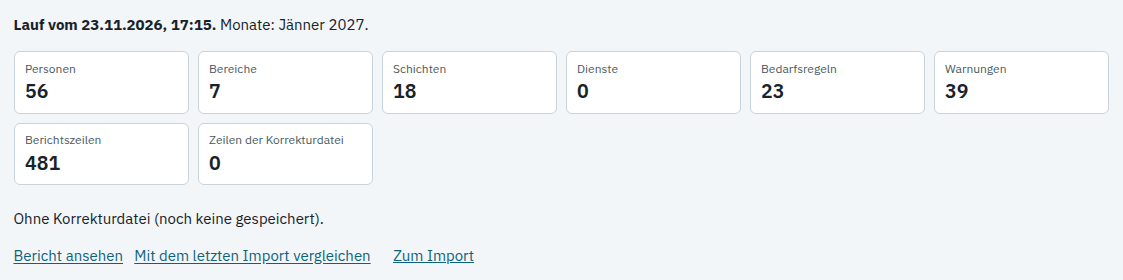 Lauf vom 23.11.2026, 17:15. Monate: Jänner 2027.
Personen
56
Bereiche
7
Schichten
18
Dienste
0
Bedarfsregeln
23
Warnungen
39
Berichtszeilen
481
Zeilen der Korrekturdatei
0
Ohne Korrekturdatei (noch keine gespeichert).
Bericht ansehen Mit dem letzten Import vergleichen Zum Import